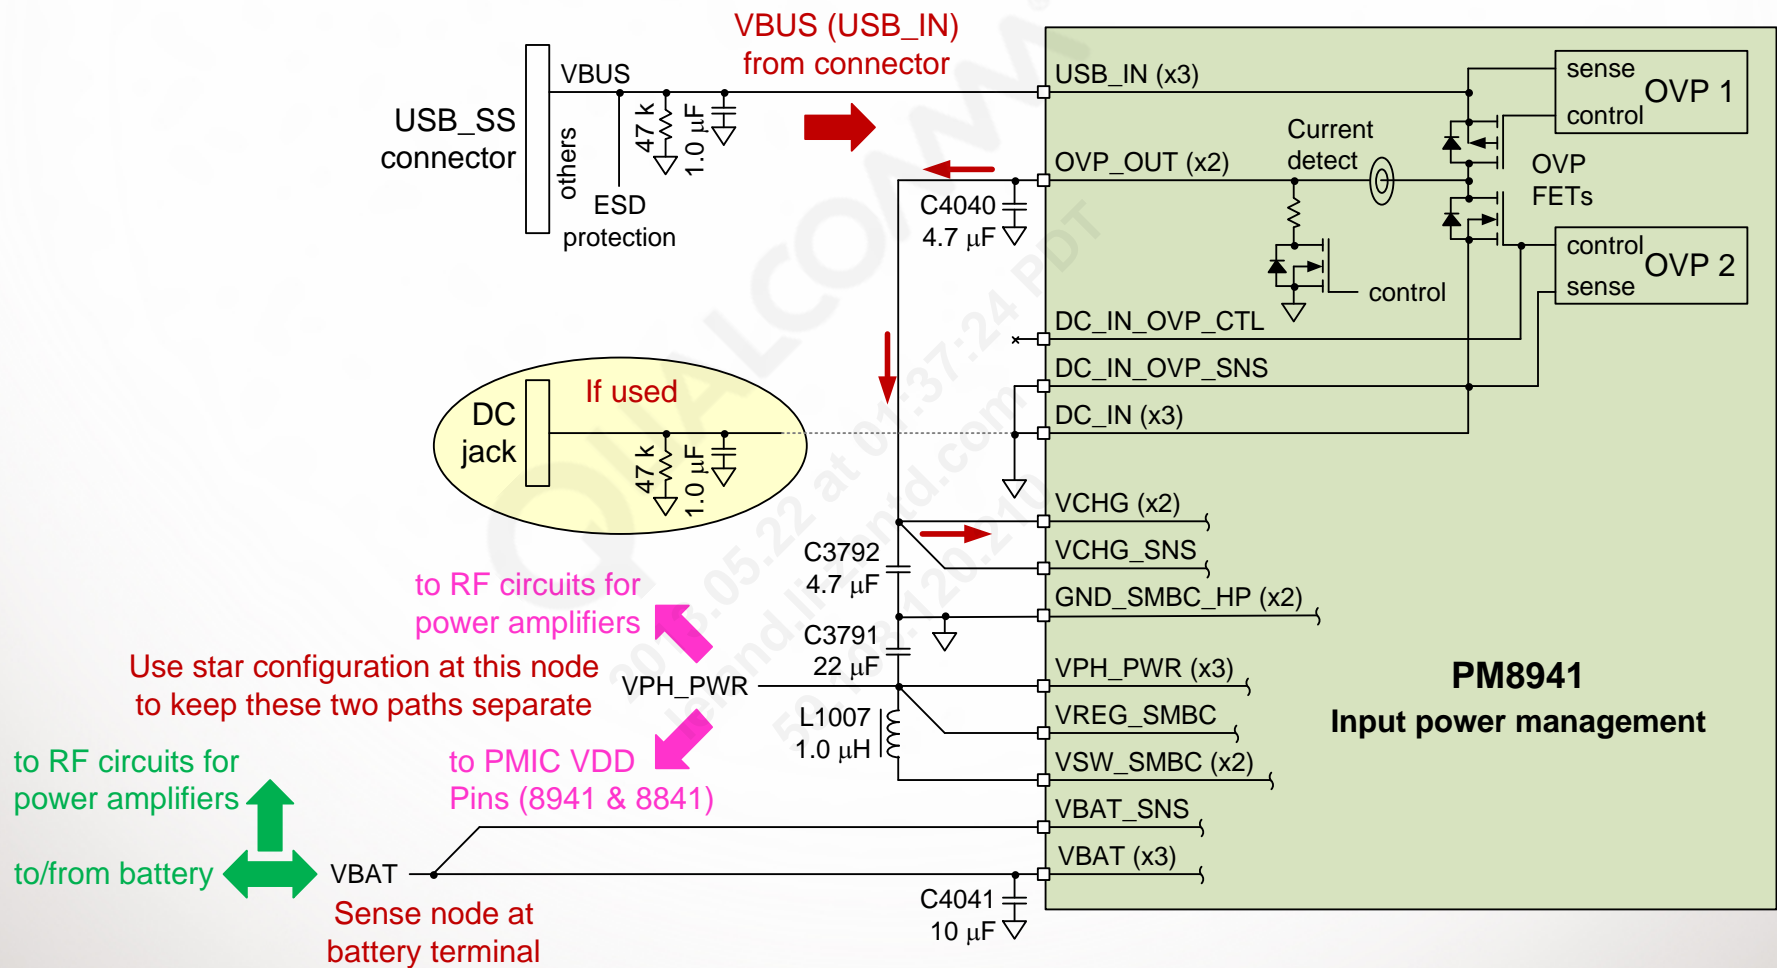 VBUS (USB_IN)
from connector
USB_SS
connector
VBUS
others
47 k
1.0 μF
ESD
protection
USB_IN (x3)
sense
OVP 1
control
Current
detect
OVP
FETs
OVP_OUT (x2)
C4040
4.7 μF
control
OVP 2
sense
control
DC_IN_OVP_CTL
DC_IN_OVP_SNS
DC_IN (x3)
If used
DC
jack
47 k
1.0 μF
VCHG (x2)
VCHG_SNS
C3792
4.7 μF
GND_SMBC_HP (x2)
C3791
22 μF
to RF circuits for
power amplifiers
Use star configuration at this node
to keep these two paths separate
VPH_PWR
VPH_PWR (x3)
VREG_SMBC
L1007
1.0 μH
VSW_SMBC (x2)
PM8941
Input power management
to PMIC VDD
Pins (8941 & 8841)
to RF circuits for
power amplifiers
to/from battery
VBAT
VBAT_SNS
VBAT (x3)
C4041
10 μF
Sense node at
battery terminal
QUALCOMM